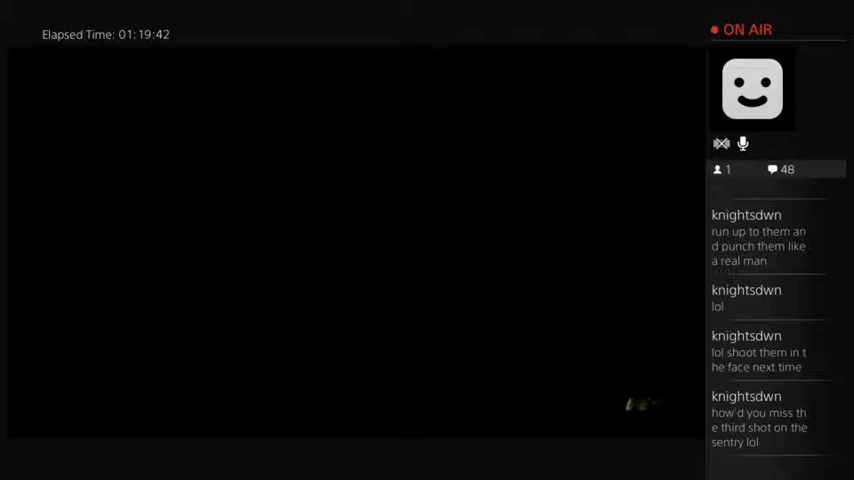 Elapsed Time: 01:19:42
ON AIR
1 48
knightsdwn
run up to them an
d punch them like
a real man
knightsdwn
lol
knightsdwn
lol shoot them in t
he face next time
knightsdwn
how'd you miss th
e third shot on the
sentry lol